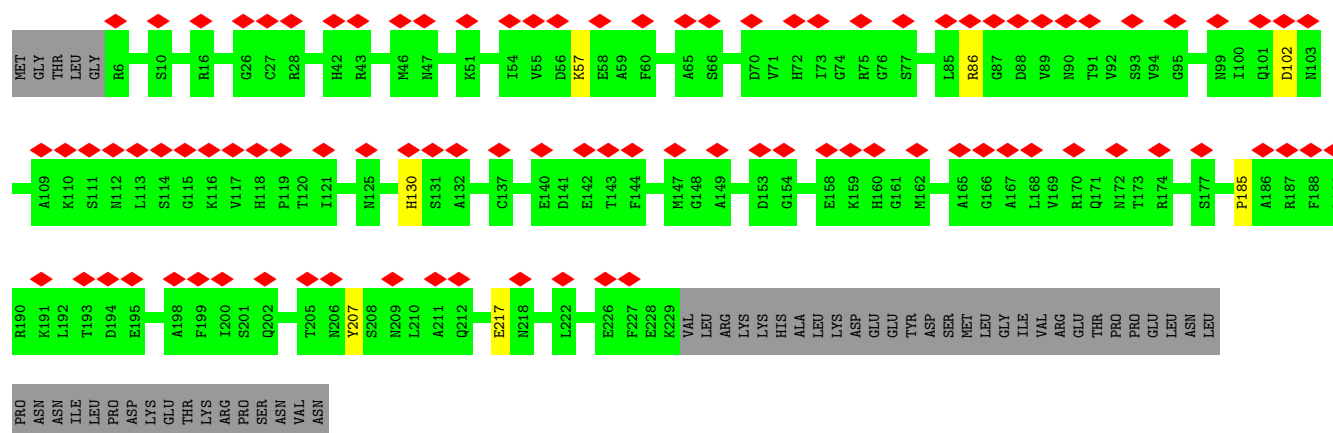 MET GLY THR LEU GLY R6 S10 R16 G26 C27 R28 H42 R43 M46 N47 K51 I54 V55 D56 K57 E58 A59 F60 A65 S66 D70 V71 H72 I73 G74 R75 G76 S77 L85 R86 G87 D88 V89 N90 T91 V92 S93 V94 G95 N99 I100 Q101 D102 N103
A109 K110 S111 N112 L113 S114 G115 K116 V117 H118 P119 T120 I121 N125 H130 S131 A132 C137 E140 D141 E142 T143 F144 M147 G148 A149 D153 G154 E158 K159 H160 G161 M162 A165 G166 A167 L168 V169 R170 Q171 N172 T173 R174 S177 P185 A186 R187 F188
R190 K191 L192 T193 D194 E195 A198 F199 I200 S201 Q202 T205 N206 Y207 S208 N209 L210 A211 Q212 E217 N218 L222 E226 F227 E228 K229 VAL LEU ARG LYS LYS HIS ALA LEU LYS ASP GLU GLU TYR ASP SER MET LEU GLY ILE VAL ARG GLU THR PRO PRO GLU LEU ASN LEU
PRO ASN ASN ILE LEU PRO ASP LYS GLU THR LYS ARG PRO SER ASN VAL ASN